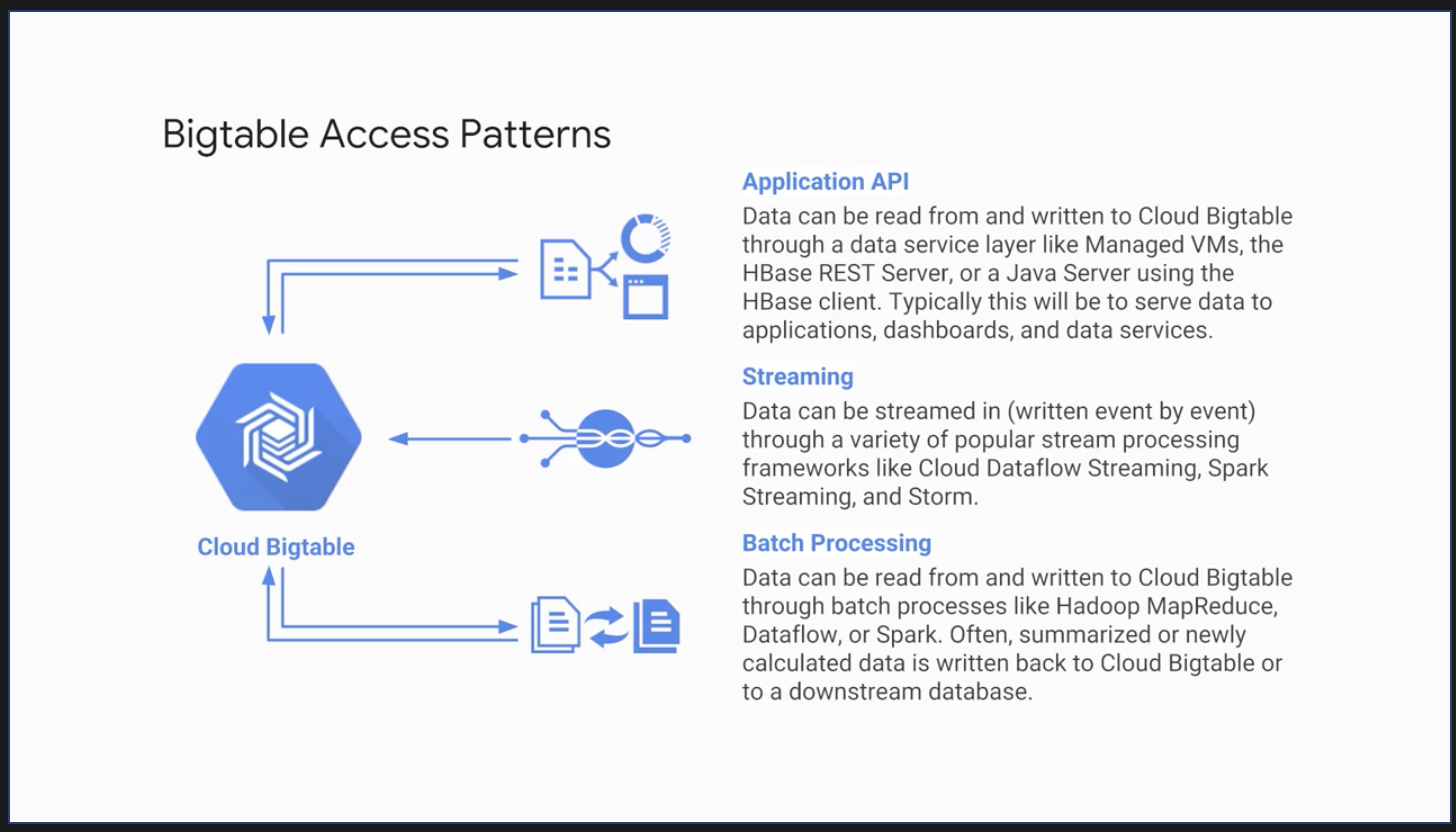 Bigtable Access Patterns
Application API
Data can be read from and written to Cloud Bigtable
through a data service layer like Managed VMs, the
HBase REST Server, or a Java Server using the
HBase client. Typically this will be to serve data to
applications, dashboards, and data services.
Streaming
Data can be streamed in (written event by event)
through a variety of popular stream processing
frameworks like Cloud Dataflow Streaming, Spark
Streaming, and Storm.
Cloud Bigtable
Batch Processing
Data can be read from and written to Cloud Bigtable
through batch processes like Hadoop MapReduce,
Dataflow, or Spark. Often, summarized or newly
calculated data is written back to Cloud Bigtable or
to a downstream database.